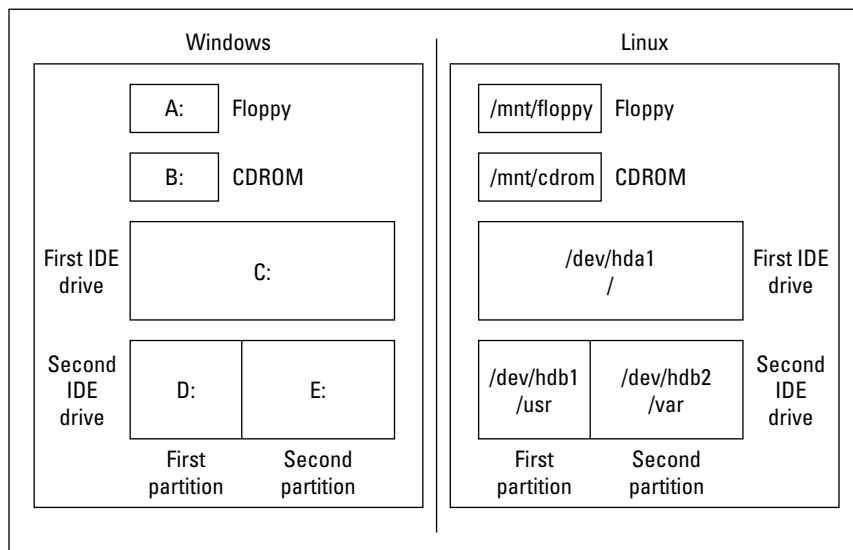 Windows
A: Floppy
B: CDROM
First IDE
drive
C:
Second
IDE
drive
D: E:
First
partition
Second
partition
Linux
/mnt/floppy Floppy
/mnt/cdrom CDROM
/dev/hda1
/
First IDE
drive
/dev/hdb1
/usr
/dev/hdb2
/var
Second
IDE
drive
First
partition
Second
partition